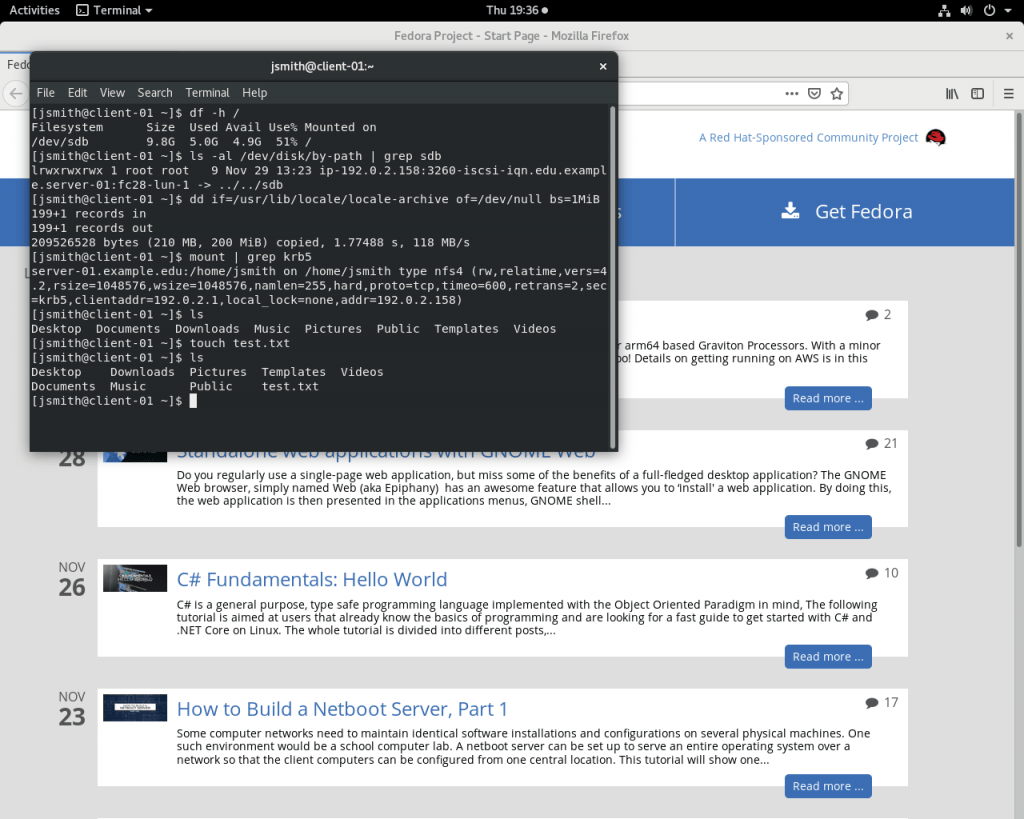 Activities Terminal Thu 19:36
Fedora Project - Start Page - Mozilla Firefox
jsmith@client-01:~
File Edit View Search Terminal Help
[jsmith@client-01 ~]$ df -h /
Filesystem      Size  Used Avail Use% Mounted on
/dev/sdb        9.8G  5.0G  4.9G  51% /
[jsmith@client-01 ~]$ ls -al /dev/disk/by-path | grep sdb
lrwxrwxrwx 1 root root   9 Nov 29 13:23 ip-192.0.2.158:3260-iscsi-iqn.edu.exampl
e.server-01:fc28-lun-1 -> ../../sdb
[jsmith@client-01 ~]$ dd if=/usr/lib/locale/locale-archive of=/dev/null bs=1MiB
199+1 records in
199+1 records out
209526528 bytes (210 MB, 200 MiB) copied, 1.77488 s, 118 MB/s
[jsmith@client-01 ~]$ mount | grep krb5
server-01.example.edu:/home/jsmith on /home/jsmith type nfs4 (rw,relatime,vers=4
.2,rsize=1048576,wsize=1048576,namlen=255,hard,proto=tcp,timeo=600,retrans=2,sec
=krb5,clientaddr=192.0.2.1,local_lock=none,addr=192.0.2.158)
[jsmith@client-01 ~]$ ls
Desktop  Documents  Downloads  Music  Pictures  Public  Templates  Videos
[jsmith@client-01 ~]$ touch test.txt
[jsmith@client-01 ~]$ ls
Desktop    Downloads  Pictures  Templates  Videos
Documents  Music      Public    test.txt
[jsmith@client-01 ~]$
A Red Hat-Sponsored Community Project
Get Fedora
2
arm64 based Graviton Processors. With a minor
Details on getting running on AWS is in this
Read more ...
28
Standalone web applications with GNOME Web
21
Do you regularly use a single-page web application, but miss some of the benefits of a full-fledged desktop application? The GNOME
Web browser, simply named Web (aka Epiphany) has an awesome feature that allows you to 'install' a web application. By doing this,
the web application is then presented in the applications menus, GNOME shell...
Read more ...
NOV
26
C# Fundamentals: Hello World
10
C# is a general purpose, type safe programming language implemented with the Object Oriented Paradigm in mind, The following
tutorial is aimed at users that already know the basics of programming and are looking for a fast guide to get started with C# and
.NET Core on Linux. The whole tutorial is divided into different posts,...
Read more ...
NOV
23
How to Build a Netboot Server, Part 1
17
Some computer networks need to maintain identical software installations and configurations on several physical machines. One
such environment would be a school computer lab. A netboot server can be set up to serve an entire operating system over a
network so that the client computers can be configured from one central location. This tutorial will show one...
Read more ...